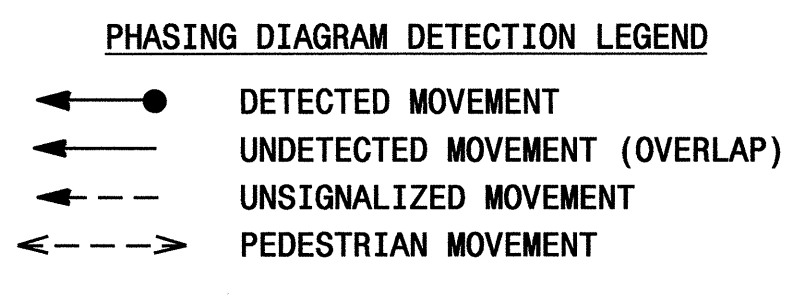 PHASING DIAGRAM DETECTION LEGEND
DETECTED MOVEMENT
UNDETECTED MOVEMENT (OVERLAP)
UNSIGNALIZED MOVEMENT
PEDESTRIAN MOVEMENT